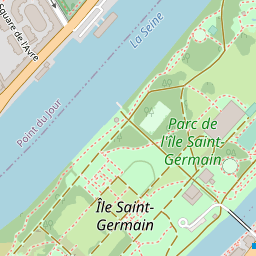 Square de l'Avre
La Seine
Point du Jour
Parc de
l'île Saint-
Germain
Île Saint-
Germain